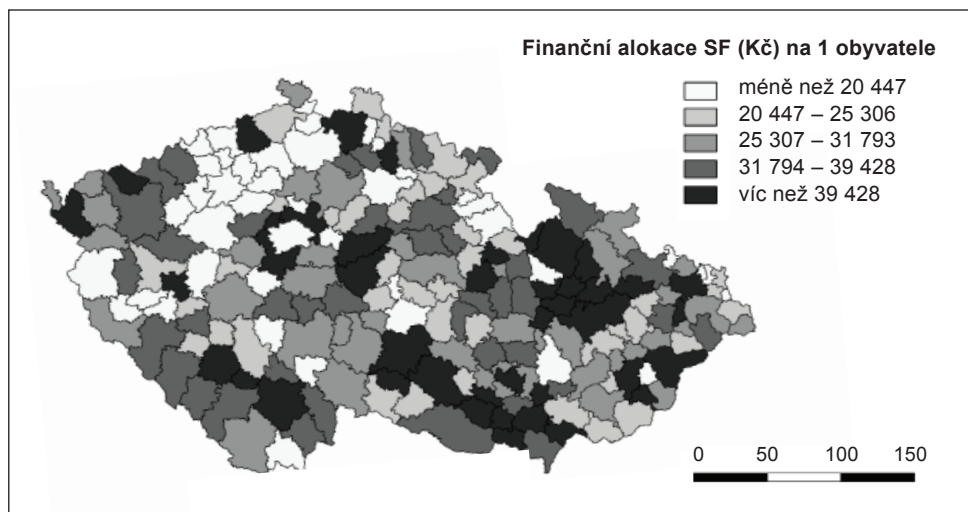 Finanční alokace SF (Kč) na 1 obyvatele
méně než 20 447
20 447 – 25 306
25 307 – 31 793
31 794 – 39 428
víc než 39 428
0 50 100 150